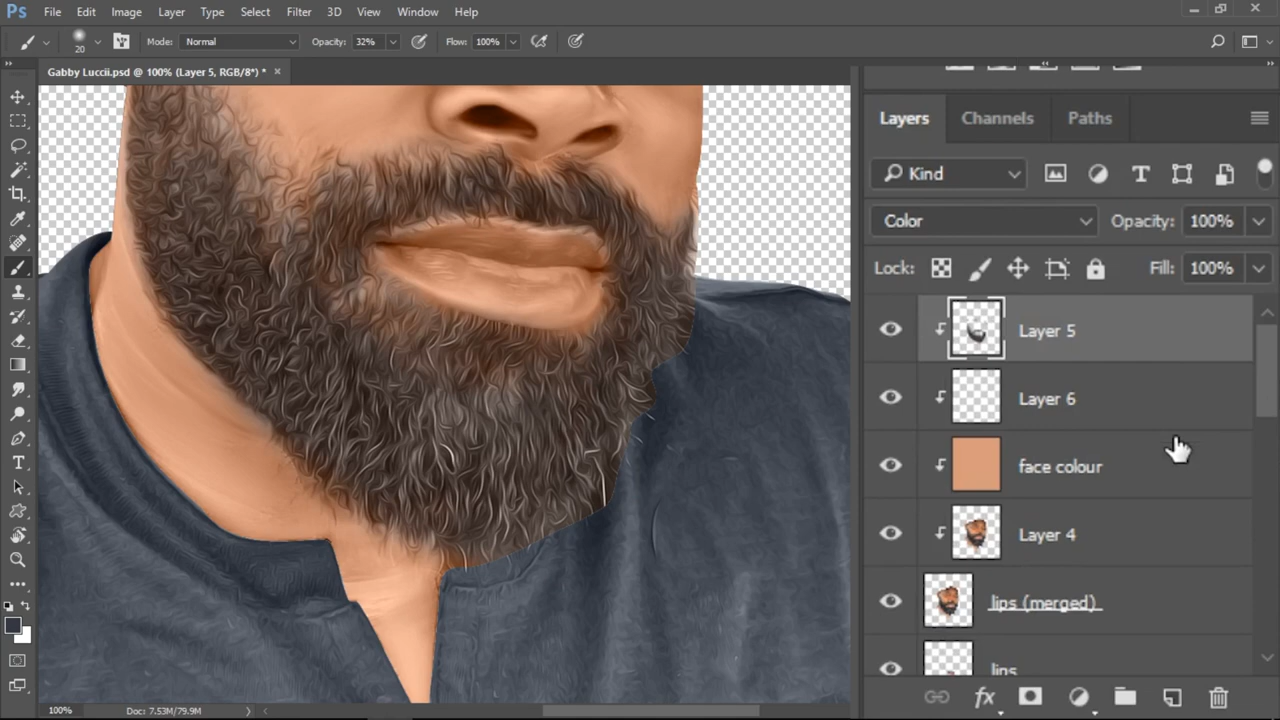 Ps File Edit Image Layer Type Select Filter 3D View Window Help
20 Mode: Normal Opacity: 32% Flow: 100%
Gabby Luccii.psd @ 100% (Layer 5, RGB/8*) * ×
Layers Channels Paths
Kind
Color Opacity: 100%
Lock: Fill: 100%
Layer 5
Layer 6
face colour
Layer 4
lips (merged)
lips
100% Doc: 7.53M/79.9M